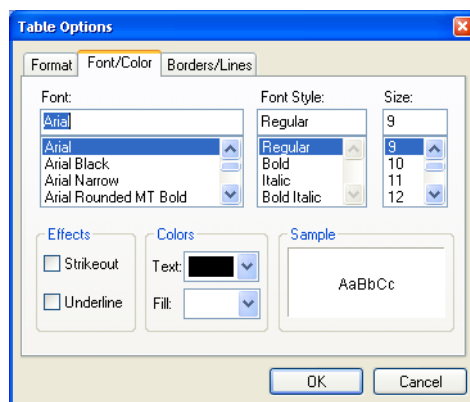 Table Options
Format Font/Color Borders/Lines
Font: Font Style: Size:
Arial Regular 9
Arial Regular 9
Arial Black Bold 10
Arial Narrow Italic 11
Arial Rounded MT Bold Bold Italic 12
Effects Colors Sample
Strikeout Text: AaBbCc
Underline Fill:
OK Cancel